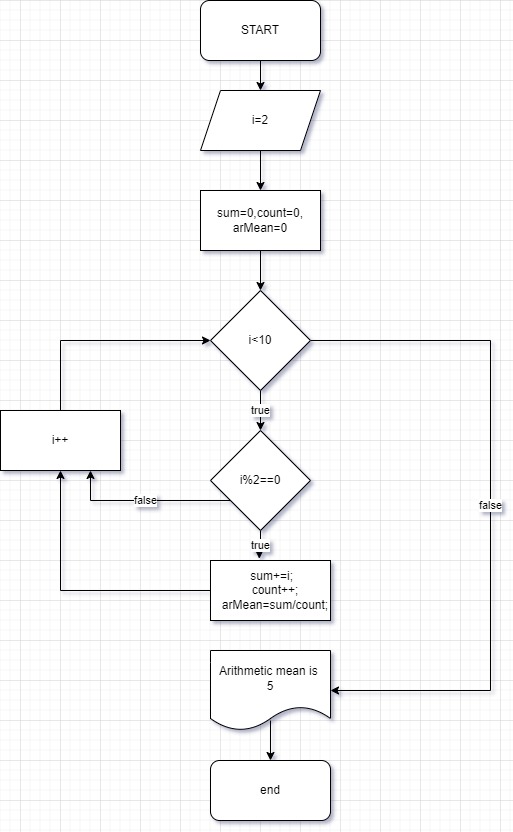 START
i=2
sum=0,count=0,
arMean=0
i<10
true
i++
i%2==0
false
false
true
sum+=i;
count++;
arMean=sum/count;
Arithmetic mean is
5
end